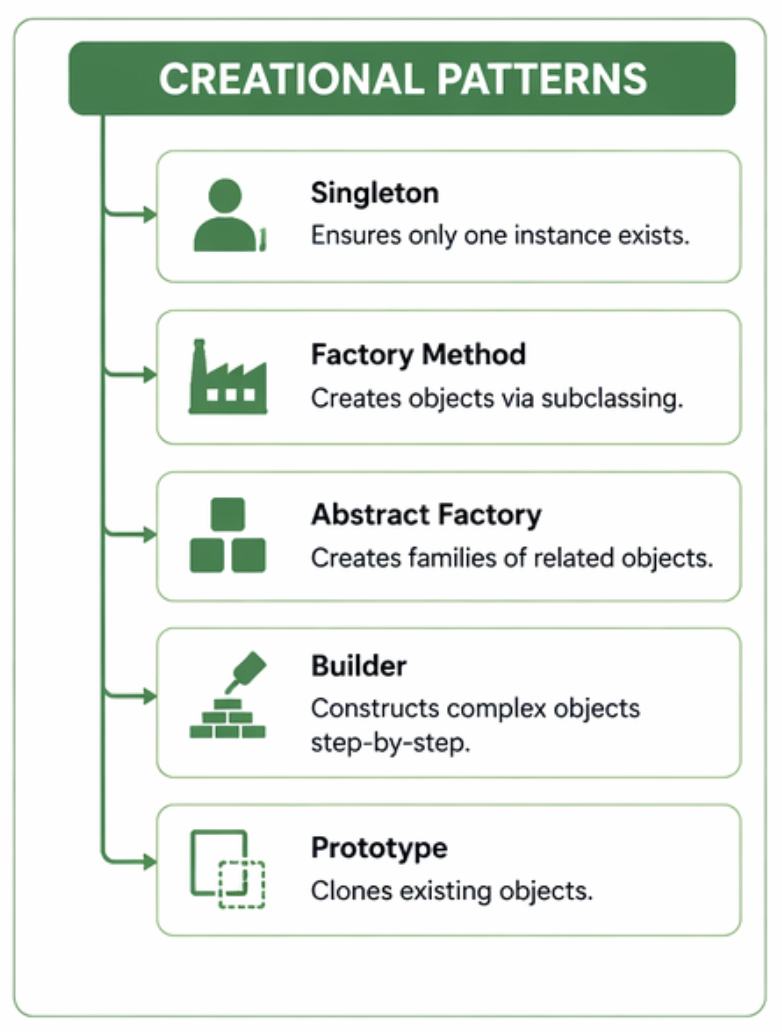 CREATIONAL PATTERNS
Singleton
Ensures only one instance exists.
Factory Method
Creates objects via subclassing.
Abstract Factory
Creates families of related objects.
Builder
Constructs complex objects
step-by-step.
Prototype
Clones existing objects.